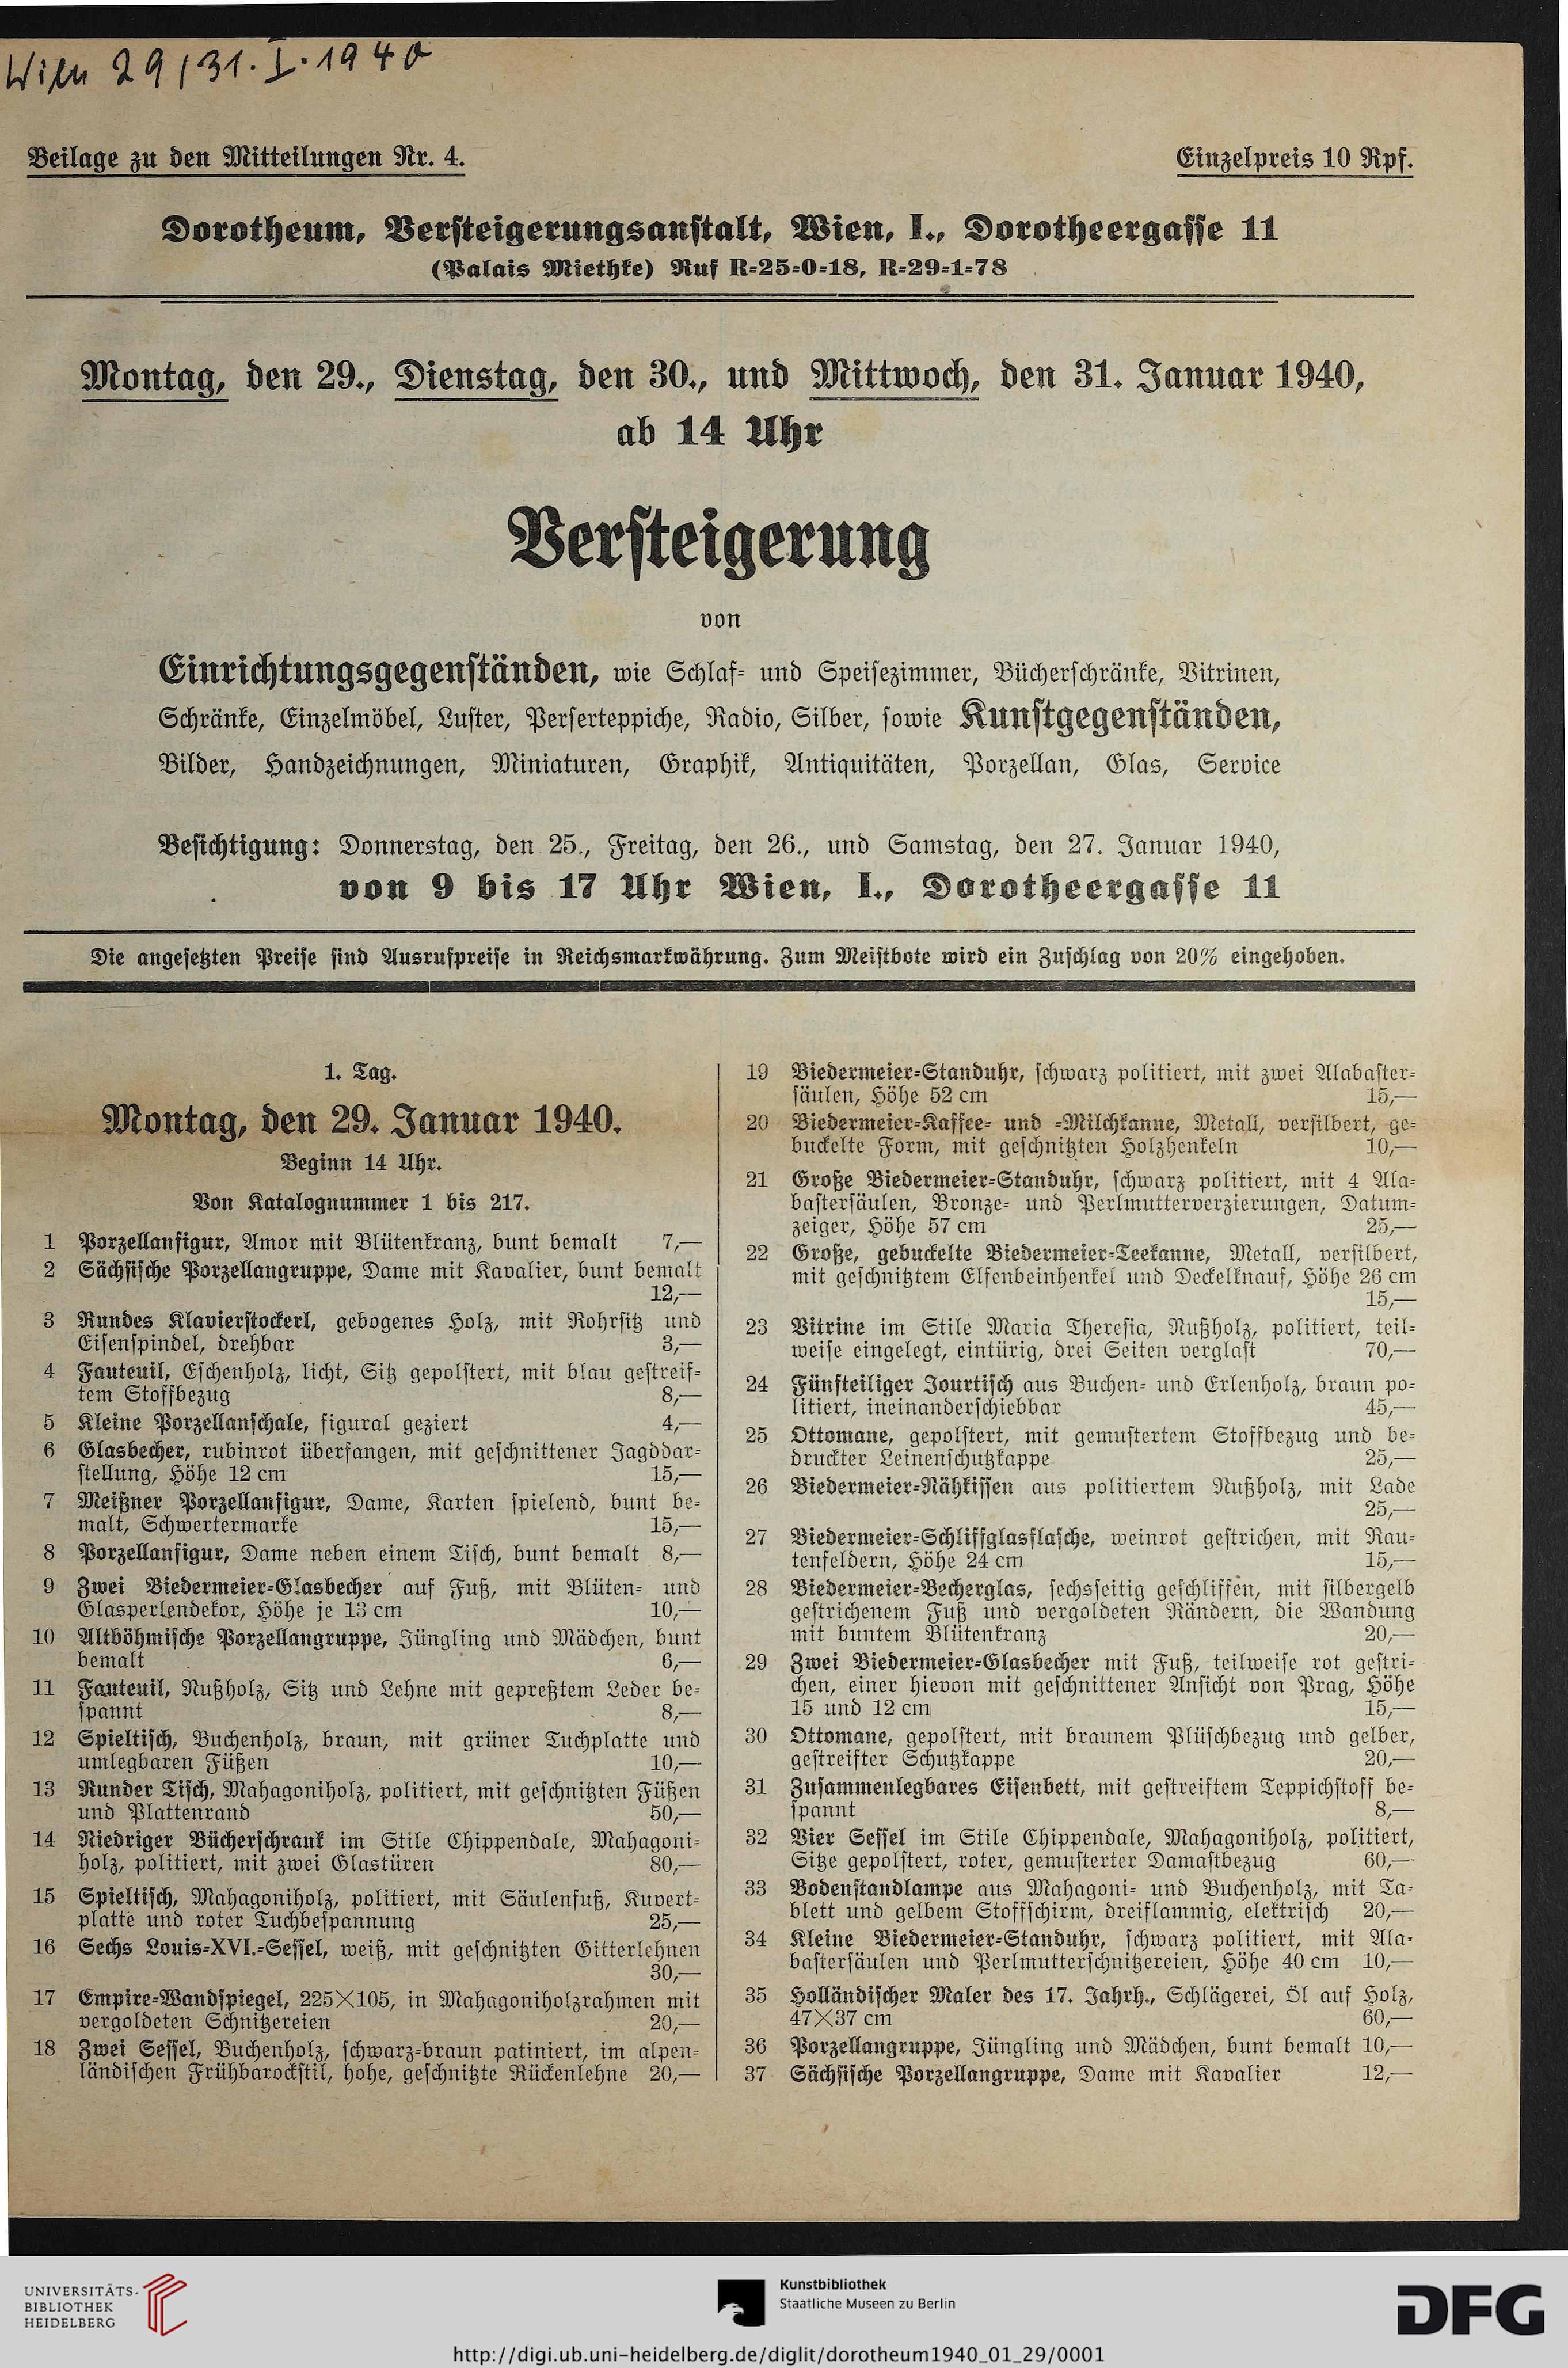 Wien 29/31. I. 1940
Beilage zu den Mitteilungen Nr. 4.
Einzelpreis 10 Rpf.
Dorotheum, Versteigerungsanstalt, Wien, I., Dorotheergasse 11
(Palais Miethke) Ruf R-25-0-18, R-29-1-78
Montag, den 29., Dienstag, den 30., und Mittwoch, den 31. Januar 1940,
ab 14 Uhr
Versteigerung
von
Einrichtungsgegenständen, wie Schlaf- und Speisezimmer, Bücherschränke, Vitrinen,
Schränke, Einzelmöbel, Luster, Perserteppiche, Radio, Silber, sowie Kunstgegenständen,
Bilder, Handzeichnungen, Miniaturen, Graphik, Antiquitäten, Porzellan, Glas, Service
Besichtigung: Donnerstag, den 25., Freitag, den 26., und Samstag, den 27. Januar 1940,
von 9 bis 17 Uhr Wien, I., Dorotheergasse 11
Die angesetzten Preise sind Ausrufpreise in Reichsmarkwährung. Zum Meistbote wird ein Zuschlag von 20% eingehoben.
1. Tag.
Montag, den 29. Januar 1940.
Beginn 14 Uhr.
Von Katalognummer 1 bis 217.
1 Porzellanfigur, Amor mit Blütenkranz, bunt bemalt 7,—
2 Sächsische Porzellangruppe, Dame mit Kavalier, bunt bemalt
12,—
3 Rundes Klavierstockerl, gebogenes Holz, mit Rohrsitz und
Eisenspindel, drehbar 3,—
4 Fauteuil, Eschenholz, licht, Sitz gepolstert, mit blau gestreif-
tem Stoffbezug 8,—
5 Kleine Porzellanschale, figural geziert 4,—
6 Glasbecher, rubinrot überfangen, mit geschnittener Jagddar-
stellung, Höhe 12 cm 15,—
7 Meißner Porzellanfigur, Dame, Karten spielend, bunt be-
malt, Schwertermarke 15,—
8 Porzellanfigur, Dame neben einem Tisch, bunt bemalt 8,—
9 Zwei Biedermeier-Glasbecher auf Fuß, mit Blüten- und
Glasperlendekor, Höhe je 13 cm 10,—
10 Altböhmische Porzellangruppe, Jüngling und Mädchen, bunt
bemalt 6,—
11 Fauteuil, Nußholz, Sitz und Lehne mit gepreßtem Leder be-
spannt 8,—
12 Spieltisch, Buchenholz, braun, mit grüner Tuchplatte und
umlegbaren Füßen 10,—
13 Runder Tisch, Mahagoniholz, politiert, mit geschnitzten Füßen
und Plattenrand 50,—
14 Niedriger Bücherschrank im Stile Chippendale, Mahagoni-
holz, politiert, mit zwei Glastüren 80,—
15 Spieltisch, Mahagoniholz, politiert, mit Säulenfuß, Kuvert-
platte und roter Tuchbespannung 25,—
16 Sechs Louis-XVI.-Sessel, weiß, mit geschnitzten Gitterlehnen
30,—
17 Empire-Wandspiegel, 225×105, in Mahagoniholzrahmen mit
vergoldeten Schnitzereien 20,—
18 Zwei Sessel, Buchenholz, schwarz-braun patiniert, im alpen-
ländischen Frühbarockstil, hohe, geschnitzte Rückenlehne 20,—
19 Biedermeier-Standuhr, schwarz politiert, mit zwei Alabaster-
säulen, Höhe 52 cm 15,—
20 Biedermeier-Kaffee- und -Milchkanne, Metall, versilbert, ge-
buckelte Form, mit geschnitzten Holzhenkeln 10,—
21 Große Biedermeier-Standuhr, schwarz politiert, mit 4 Ala-
bastersäulen, Bronze- und Perlmutterverzierungen, Datum-
zeiger, Höhe 57 cm 25,—
22 Große, gebuckelte Biedermeier-Teekanne, Metall, versilbert,
mit geschnitztem Elfenbeinhenkel und Deckelknauf, Höhe 26 cm
15,—
23 Vitrine im Stile Maria Theresia, Nußholz, politiert, teil-
weise eingelegt, eintürig, drei Seiten verglast 70,—
24 Fünfteiliger Jourtisch aus Buchen- und Erlenholz, braun po-
litiert, ineinanderschiebbar 45,—
25 Ottomane, gepolstert, mit gemustertem Stoffbezug und be-
druckter Leinenschutzkappe 25,—
26 Biedermeier-Nähkissen aus politiertem Nußholz, mit Lade
25,—
27 Biedermeier-Schliffglasflasche, weinrot gestrichen, mit Rau-
tenfeldern, Höhe 24 cm 15,—
28 Biedermeier-Becherglas, sechsseitig geschliffen, mit silbergelb
gestrichenem Fuß und vergoldeten Rändern, die Wandung
mit buntem Blütenkranz 20,—
29 Zwei Biedermeier-Glasbecher mit Fuß, teilweise rot gestri-
chen, einer hievon mit geschnittener Ansicht von Prag, Höhe
15 und 12 cm 15,—
30 Ottomane, gepolstert, mit braunem Plüschbezug und gelber,
gestreifter Schutzkappe 20,—
31 Zusammenlegbares Eisenbett, mit gestreiftem Teppichstoff be-
spannt 8,—
32 Vier Sessel im Stile Chippendale, Mahagoniholz, politiert,
Sitze gepolstert, roter, gemusterter Damastbezug 60,—
33 Bodenstandlampe aus Mahagoni- und Buchenholz, mit Ta-
blett und gelbem Stoffschirm, dreiflammig, elektrisch 20,—
34 Kleine Biedermeier-Standuhr, schwarz politiert, mit Ala-
bastersäulen und Perlmutterschnitzereien, Höhe 40 cm 10,—
35 Holländischer Maler des 17. Jahrh., Schlägerei, Öl auf Holz,
47×37 cm 60,—
36 Porzellangruppe, Jüngling und Mädchen, bunt bemalt 10,—
37 Sächsische Porzellangruppe, Dame mit Kavalier 12,—
UNIVERSITÄTS-
BIBLIOTHEK
HEIDELBERG
Kunstbibliothek
Staatliche Museen zu Berlin
DFG
http://digi.ub.uni-heidelberg.de/diglit/dorotheum1940_01_29/0001